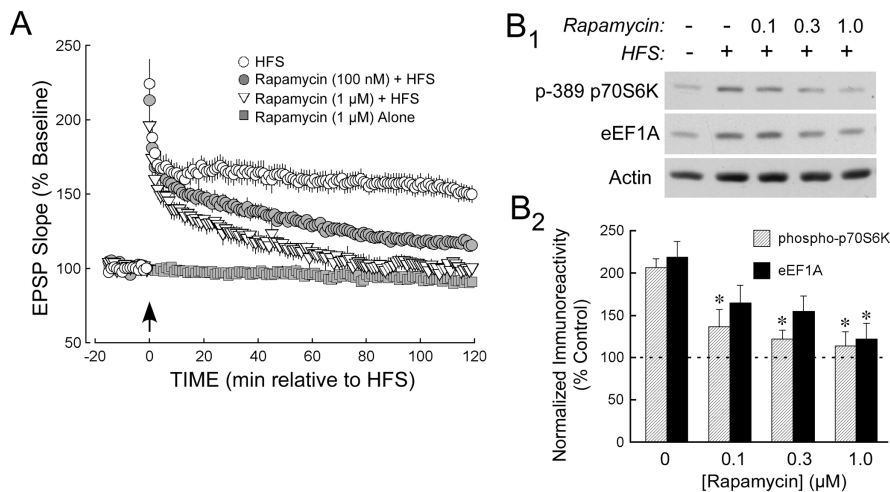 A
250
200
150
100
50
EPSP Slope (% Baseline)
HFS
Rapamycin (100 nM) + HFS
Rapamycin (1 µM) + HFS
Rapamycin (1 µM) Alone
-20 0 20 40 60 80 100 120
TIME (min relative to HFS)
B1
Rapamycin: - - 0.1 0.3 1.0
HFS: - + + + +
p-389 p70S6K
eEF1A
Actin
B2
250
200
150
100
50
0
Normalized Immunoreactivity
(% Control)
phospho-p70S6K
eEF1A
* * * *
0 0.1 0.3 1.0
[Rapamycin] (µM)